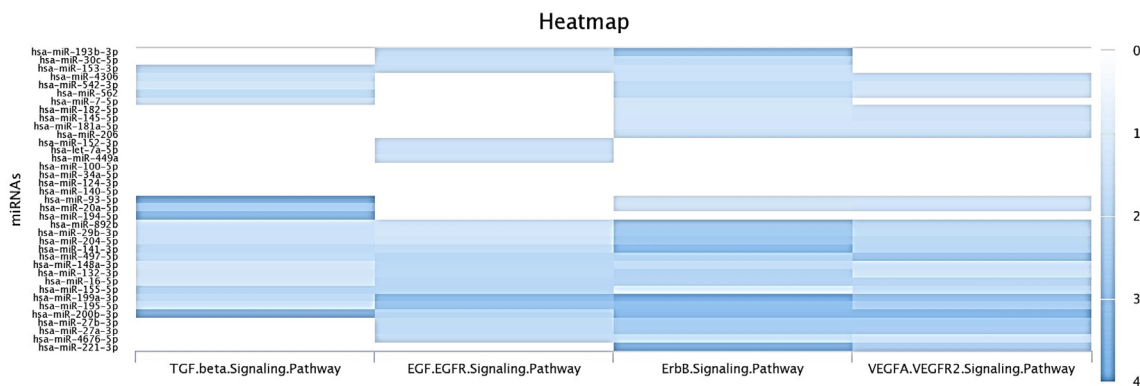 Heatmap
miRNAs
hsa-miR-193b-3p
hsa-miR-30c-5p
hsa-miR-153-3p
hsa-miR-4306
hsa-miR-542-3p
hsa-miR-562
hsa-miR-7-5p
hsa-miR-182-5p
hsa-miR-145-5p
hsa-miR-181a-5p
hsa-miR-206
hsa-miR-152-3p
hsa-let-7a-5p
hsa-miR-449a
hsa-miR-100-5p
hsa-miR-34a-5p
hsa-miR-124-3p
hsa-miR-140-5p
hsa-miR-93-5p
hsa-miR-20a-5p
hsa-miR-194-5p
hsa-miR-892b
hsa-miR-29b-3p
hsa-miR-204-5p
hsa-miR-141-3p
hsa-miR-497-5p
hsa-miR-148a-3p
hsa-miR-132-3p
hsa-miR-16-5p
hsa-miR-155-5p
hsa-miR-199a-3p
hsa-miR-195-5p
hsa-miR-200b-3p
hsa-miR-27b-3p
hsa-miR-27a-3p
hsa-miR-4676-5p
hsa-miR-221-3p
TGF.beta.Signaling.Pathway EGF.EGFR.Signaling.Pathway ErbB.Signaling.Pathway VEGFA.VEGFR2.Signaling.Pathway
0
1
2
3
4